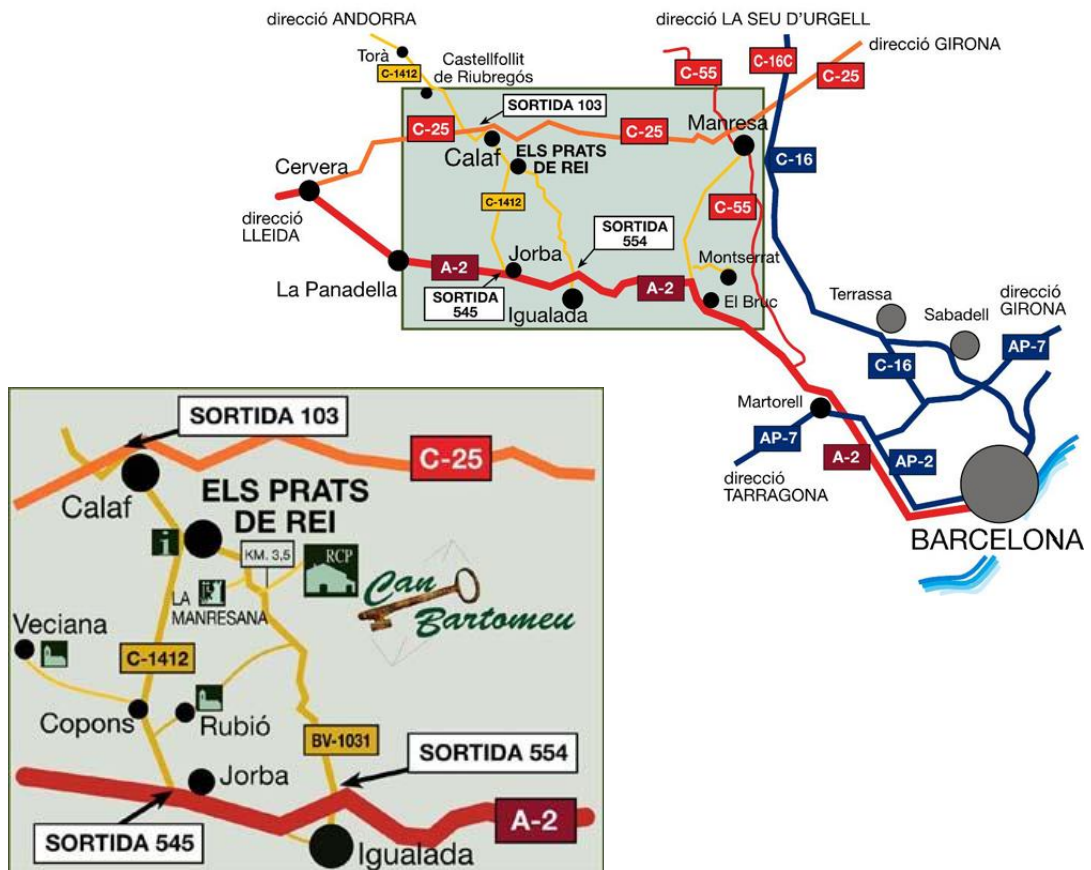 direcció ANDORRA
direcció LA SEU D'URGELL
direcció GIRONA
Torà
C-1412
Castellfollit
de Riubregós
C-55
C-16C
C-25
SORTIDA 103
C-25
C-25
Manresa
Calaf
ELS PRATS
DE REI
C-16
Cervera
C-1412
C-55
direcció
LLEIDA
SORTIDA
554
Jorba
Montserrat
A-2
A-2
La Panadella
SORTIDA
545
Igualada
El Bruc
Terrassa
Sabadell
direcció
GIRONA
AP-7
C-16
Martorell
AP-7
A-2
AP-2
direcció
TARRAGONA
BARCELONA
SORTIDA 103
C-25
Calaf
ELS PRATS
DE REI
i
KM. 3,5
RCP
LA
MANRESANA
Can
Bartomeu
Veciana
C-1412
Copons
Rubió
BV-1031
SORTIDA 554
Jorba
SORTIDA 545
A-2
Igualada